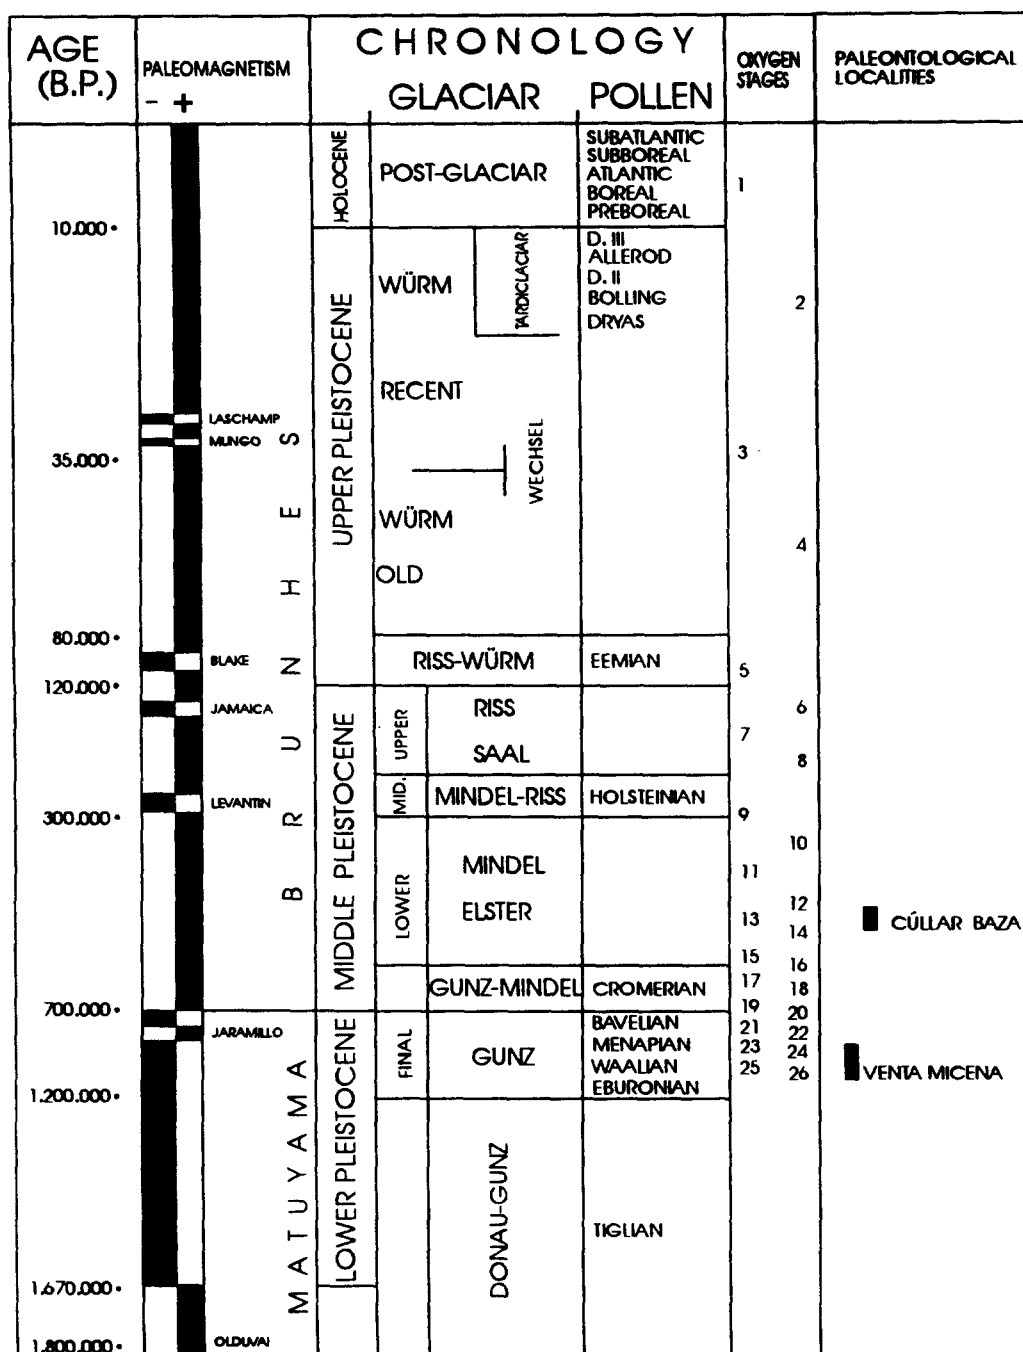 AGE
(B.P.)
PALEOMAGNETISM
- +
CHRONOLOGY
GLACIAR
POLLEN
OXYGEN
STAGES
PALEONTOLOGICAL
LOCALITIES
10.000
35.000
80.000
120.000
300.000
700.000
1.200.000
1.670.000
1.800.000
LASCHAMP
MUNGO
BLAKE
JAMAICA
LEVANTIN
JARAMILLO
OLDUVAI
BRUNHES
MATUYAMA
HOLOCENE
UPPER PLEISTOCENE
MIDDLE PLEISTOCENE
LOWER PLEISTOCENE
POST-GLACIAR
WÜRM
TARDICLACIAR
RECENT
WECHSEL
WÜRM
OLD
RISS-WÜRM
UPPER
RISS
SAAL
MID.
MINDEL-RISS
LOWER
MINDEL
ELSTER
GUNZ-MINDEL
FINAL
GUNZ
DONAU-GUNZ
SUBATLANTIC
SUBBOREAL
ATLANTIC
BOREAL
PREBOREAL
D. III
ALLEROD
D. II
BOLLING
DRYAS
EEMIAN
HOLSTEINIAN
CROMERIAN
BAVELIAN
MENAPIAN
WAALIAN
EBURONIAN
TIGLIAN
1
2
3
4
5
6
7
8
9
10
11
12
13
14
15
16
17
18
19
20
21
22
23
24
25
26
CÚLLAR BAZA
VENTA MICENA